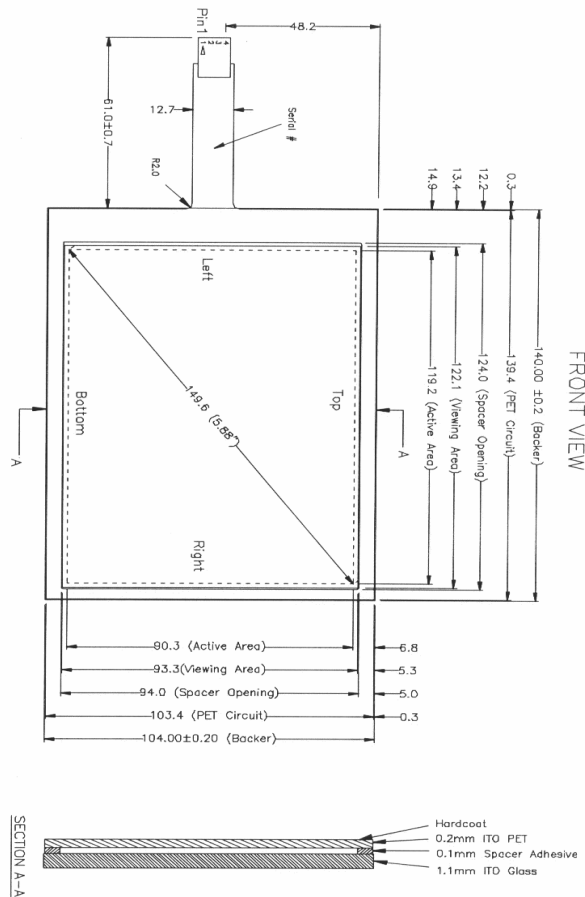 FRONT VIEW
48.2
Pin1
4
3
2
1
61.0±0.7
12.7
Serial #
R2.0
0.3
12.2
13.4
14.9
140.00 ±0.2 (Backer)
139.4 (PET Circuit)
124.0 (Spacer Opening)
122.1 (Viewing Area)
119.2 (Active Area)
Left
Top
Bottom
Right
149.6 (5.88")
A
A
90.3 (Active Area)
6.8
93.3(Viewing Area)
5.3
94.0 (Spacer Opening)
5.0
103.4 (PET Circuit)
0.3
104.00±0.20 (Backer)
SECTION A-A
Hardcoat
0.2mm ITO PET
0.1mm Spacer Adhesive
1.1mm ITO Glass